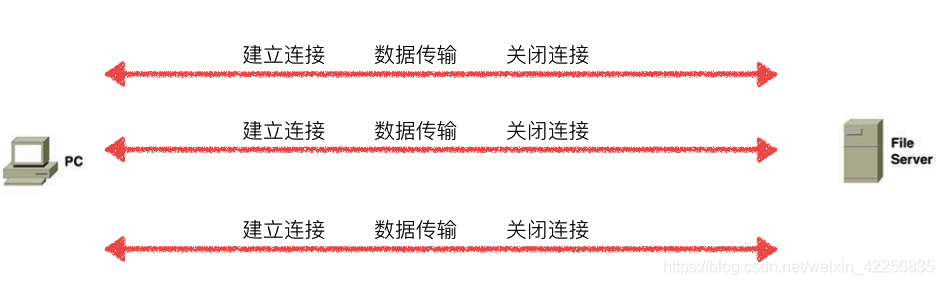 建立连接 数据传输 关闭连接
建立连接 数据传输 关闭连接
PC
File
Server
建立连接 数据传输 关闭连接
https://blog.csdn.net/weixin_42250835